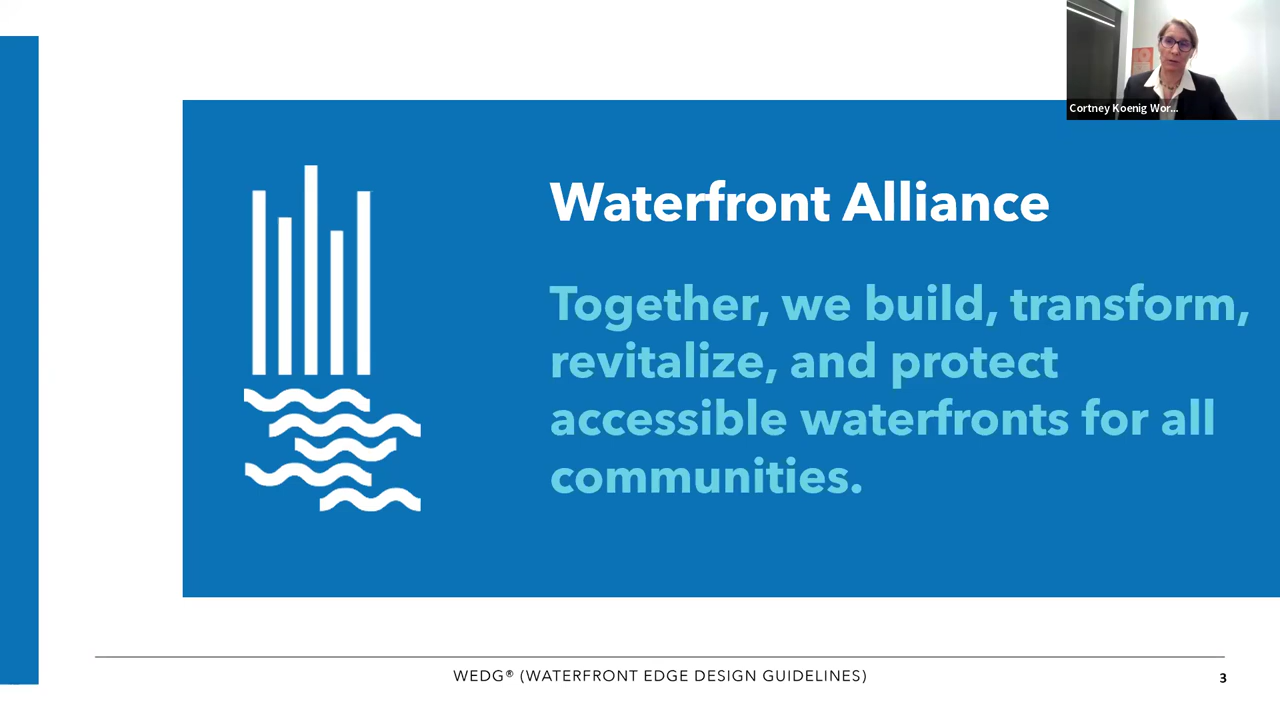 Cortney Koenig Wor...
Waterfront Alliance
Together, we build, transform,
revitalize, and protect
accessible waterfronts for all
communities.
WEDG® (WATERFRONT EDGE DESIGN GUIDELINES)
3